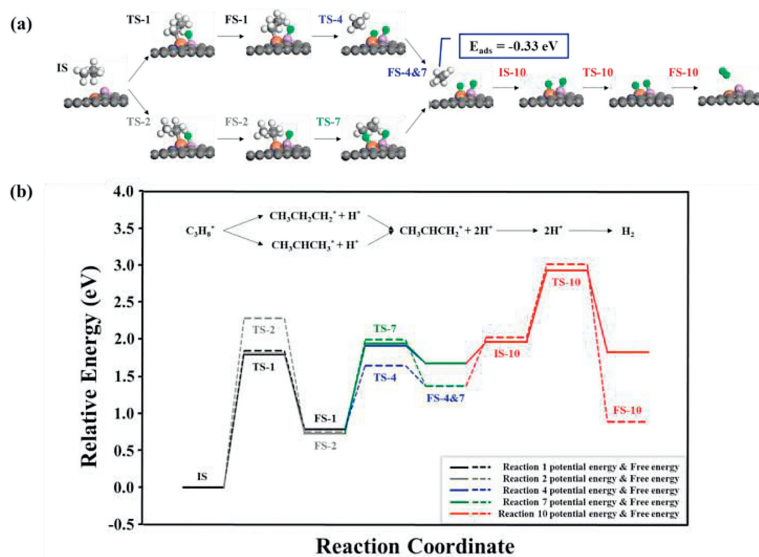 (a)
TS-1
FS-1
TS-4
IS
E_ads = -0.33 eV
FS-4&7
IS-10
TS-10
FS-10
TS-2
FS-2
TS-7
(b)
4.0
3.5
3.0
2.5
2.0
1.5
1.0
0.5
0.0
-0.5
Relative Energy (eV)
C₃H₈*
CH₃CH₂CH₂* + H*
CH₃CHCH₃* + H*
CH₃CHCH₂* + 2H*
2H*
H₂
TS-2
TS-1
FS-1
FS-2
TS-7
TS-4
FS-4&7
IS-10
TS-10
FS-10
IS
Reaction 1 potential energy & Free energy
Reaction 2 potential energy & Free energy
Reaction 4 potential energy & Free energy
Reaction 7 potential energy & Free energy
Reaction 10 potential energy & Free energy
Reaction Coordinate